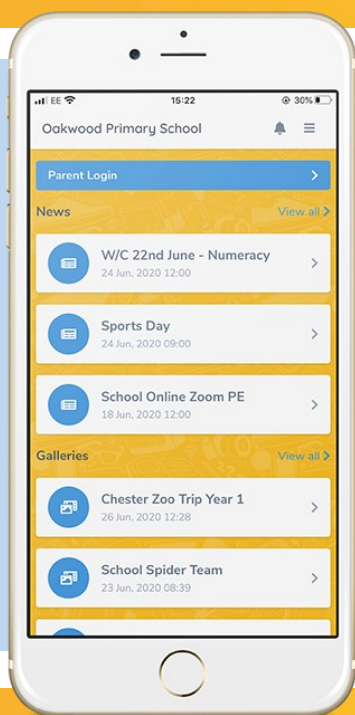 EE 15:22 30%
Oakwood Primary School
Parent Login
News View all
W/C 22nd June - Numeracy
24 Jun, 2020 12:00
Sports Day
24 Jun, 2020 09:00
School Online Zoom PE
18 Jun, 2020 12:00
Galleries View all
Chester Zoo Trip Year 1
26 Jun, 2020 12:28
School Spider Team
23 Jun, 2020 08:39